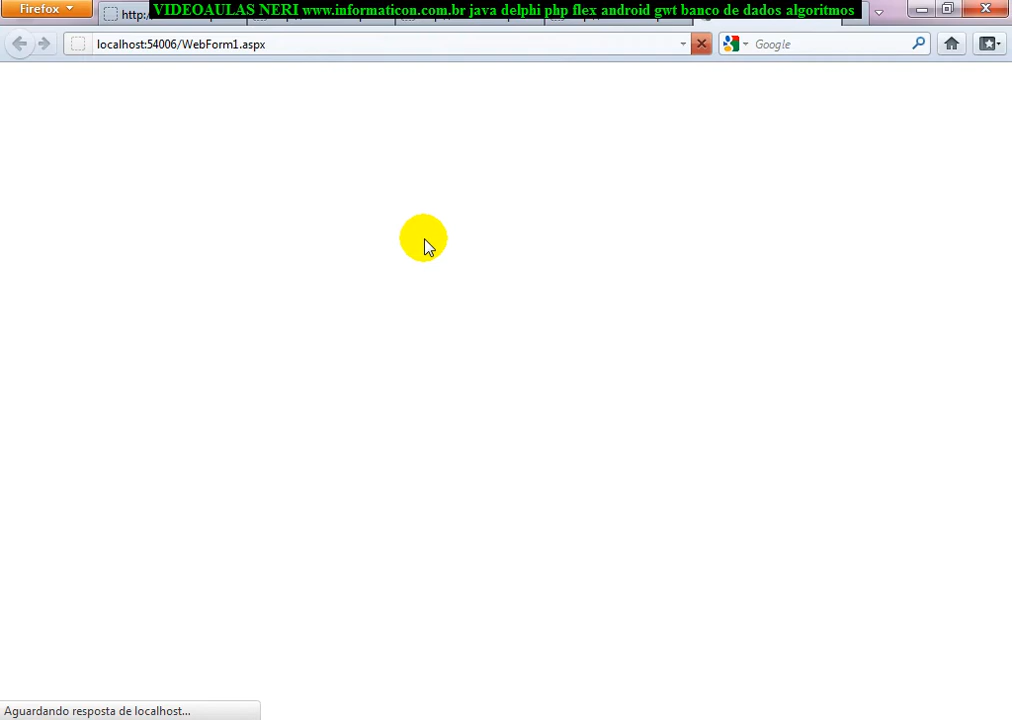 Firefox
http:
VIDEOAULAS NERI www.informaticon.com.br java delphi php flex android gwt banco de dados algoritmos
localhost:54006/WebForm1.aspx
Google
Aguardando resposta de localhost...